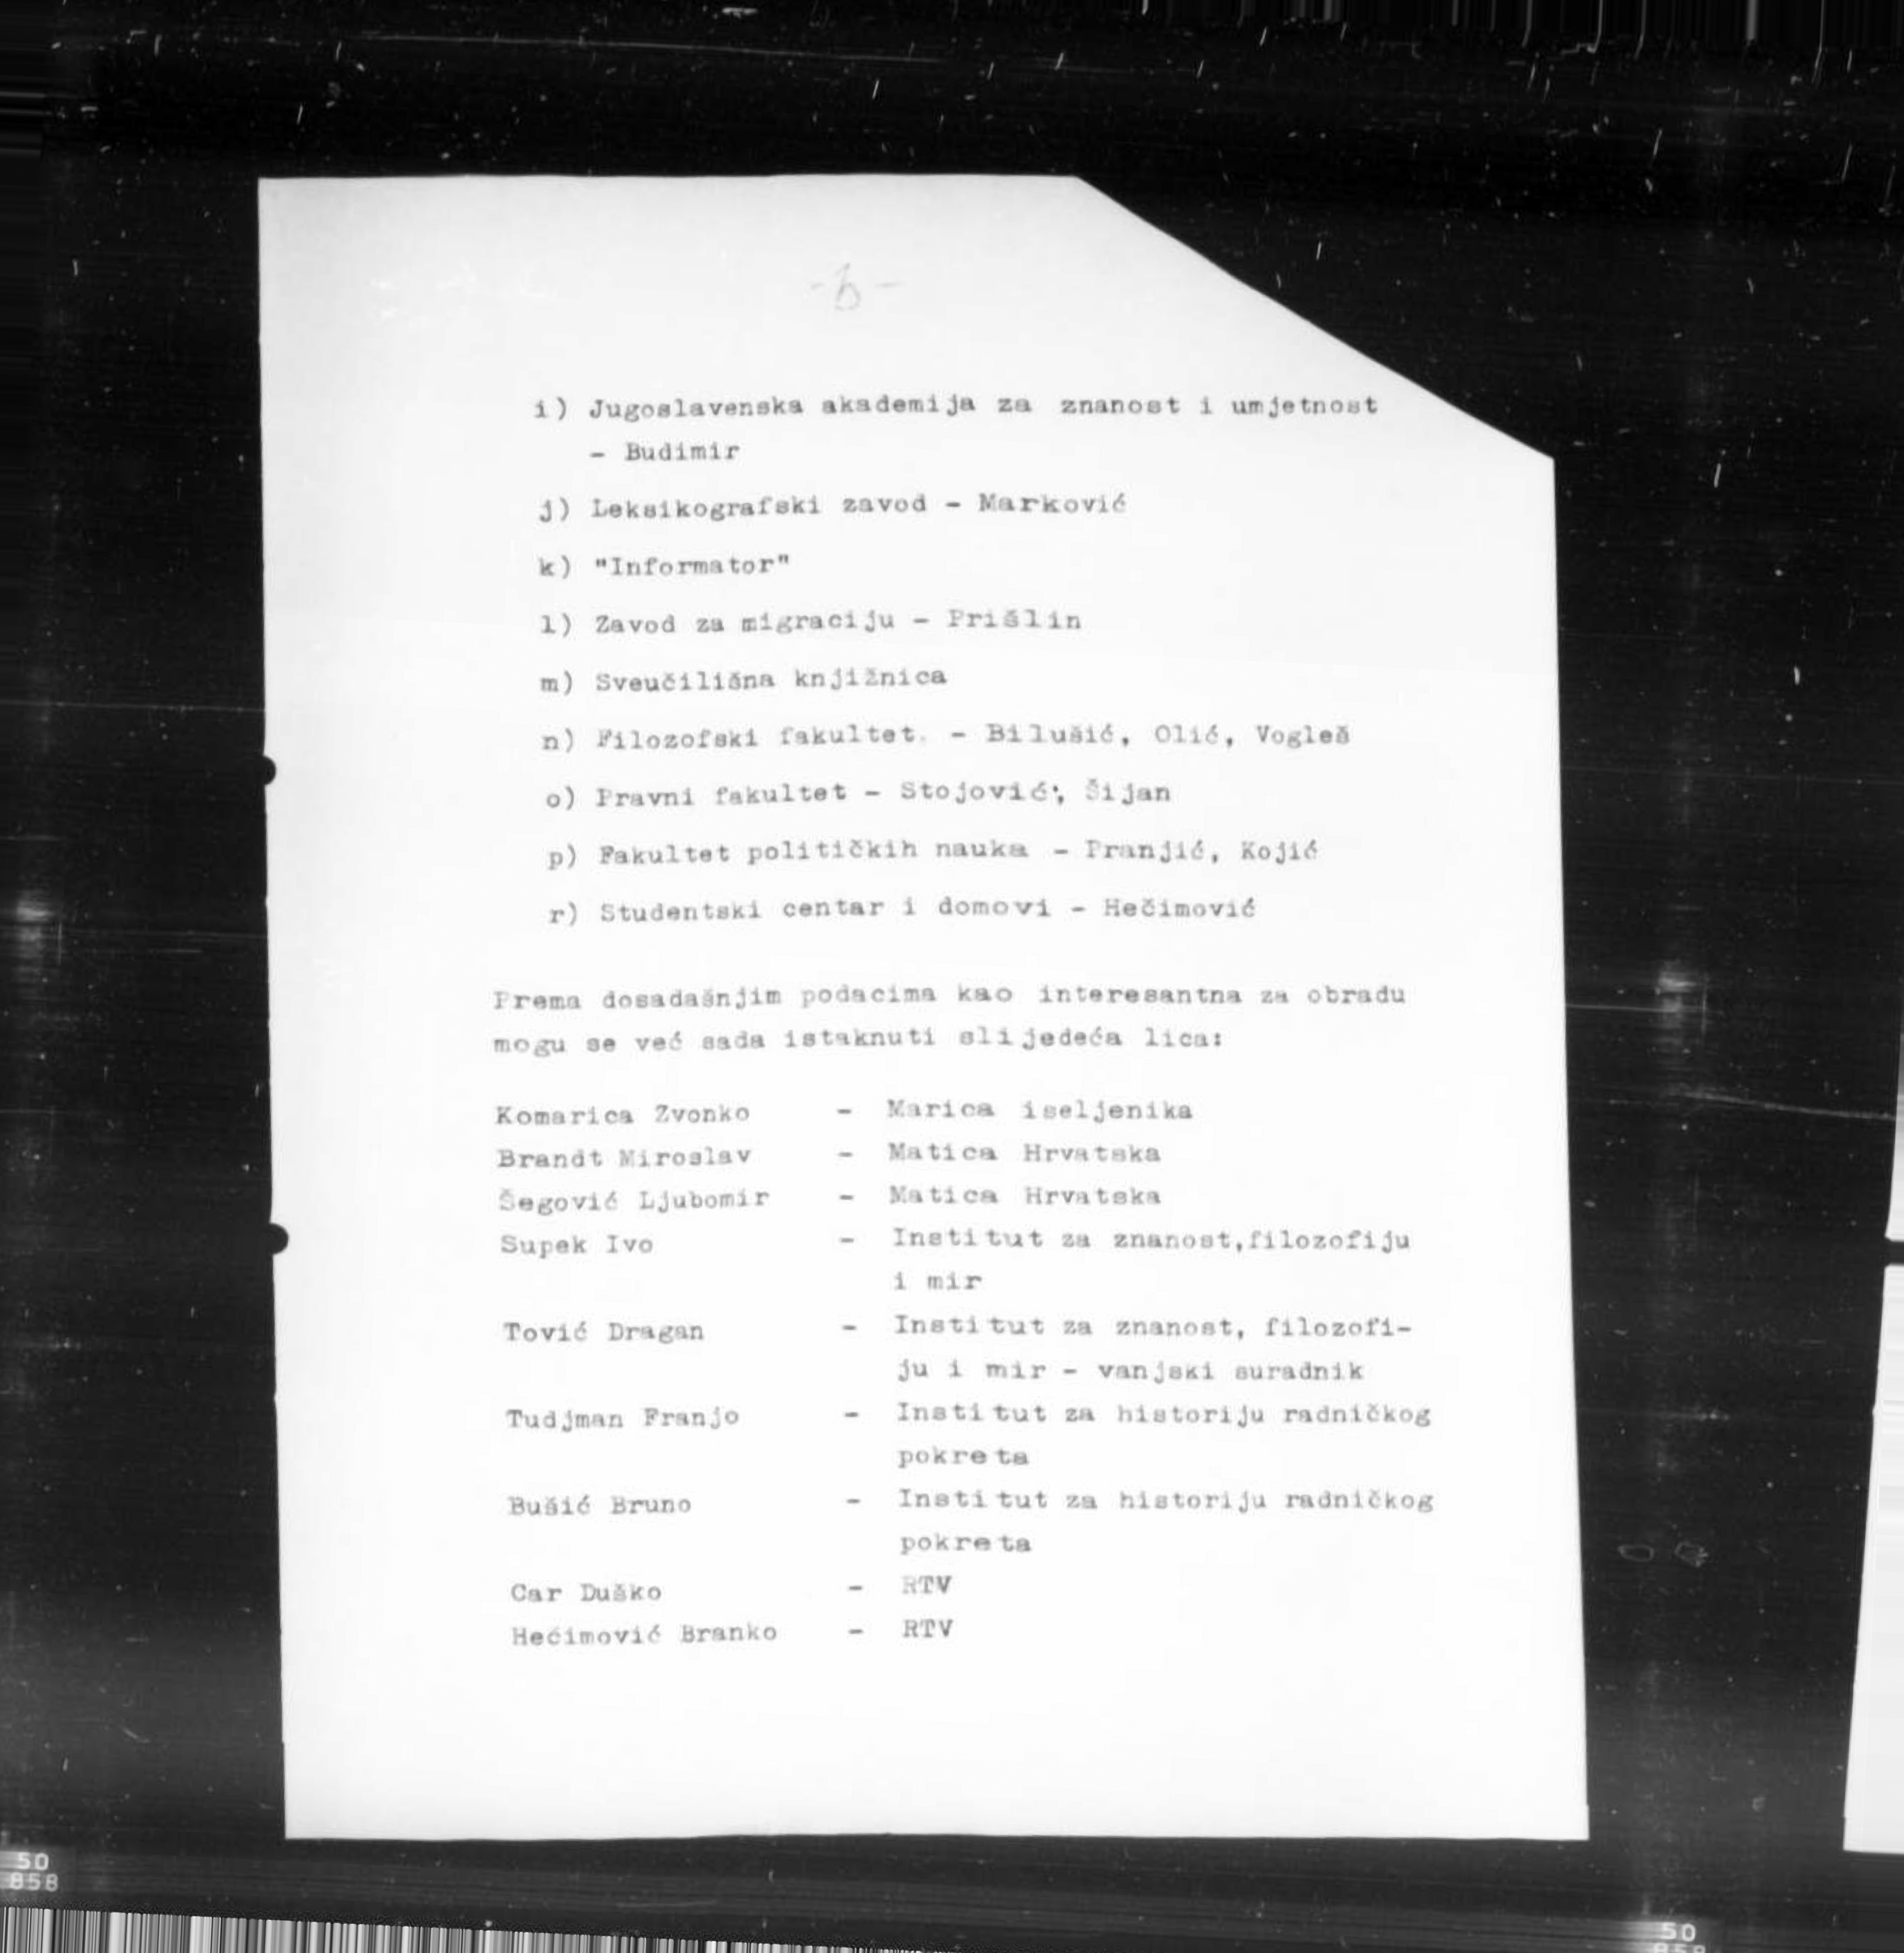 i) Jugoslavenska akademija za znanost i umjetnost
- Budimir
j) Leksikografski zavod - Marković
k) "Informator"
l) Zavod za migraciju - Prišlin
m) Sveučilišna knjižnica
n) Filozofski fakultet. - Bilušić, Olić, Vogleš
o) Pravni fakultet - Stojović, Šijan
p) Fakultet političkih nauka - Pranjić, Kojić
r) Studentski centar i domovi - Hečimović
Prema dosadašnjim podacima kao interesantna za obradu
mogu se već sada istaknuti slijedeća lica:
Komarica Zvonko - Marica iseljenika
Brandt Miroslav - Matica Hrvatska
Šegović Ljubomir - Matica Hrvatska
Supek Ivo - Institut za znanost,filozofiju
i mir
Tović Dragan - Institut za znanost, filozofi-
ju i mir - vanjski suradnik
Tudjman Franjo - Institut za historiju radničkog
pokreta
Bušić Bruno - Institut za historiju radničkog
pokreta
Car Duško - RTV
Hećimović Branko - RTV
50
858
50